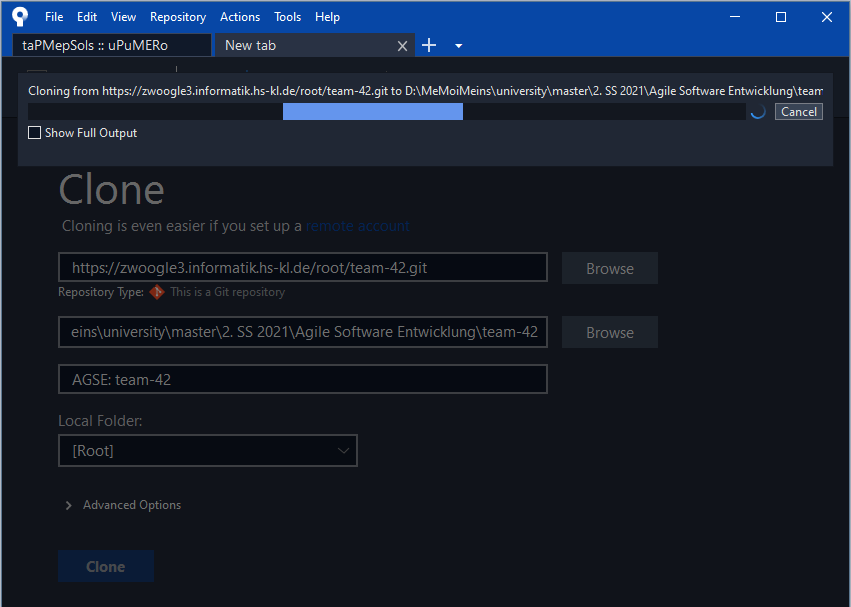 File Edit View Repository Actions Tools Help
taPMepSols :: uPuMERo New tab
Cloning from https://zwoogle3.informatik.hs-kl.de/root/team-42.git to D:\MeMoiMeins\university\master\2. SS 2021\Agile Software Entwicklung\team
Cancel
Show Full Output
Clone
Cloning is even easier if you set up a remote account
https://zwoogle3.informatik.hs-kl.de/root/team-42.git Browse
Repository Type: This is a Git repository
eins\university\master\2. SS 2021\Agile Software Entwicklung\team-42 Browse
AGSE: team-42
Local Folder:
[Root]
Advanced Options
Clone